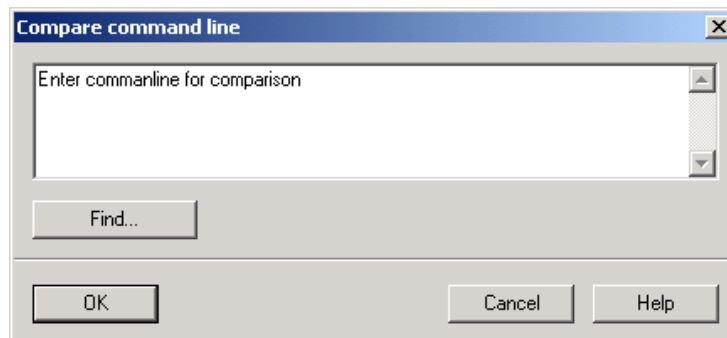 Compare command line
Enter commanline for comparison
Find...
OK
Cancel
Help